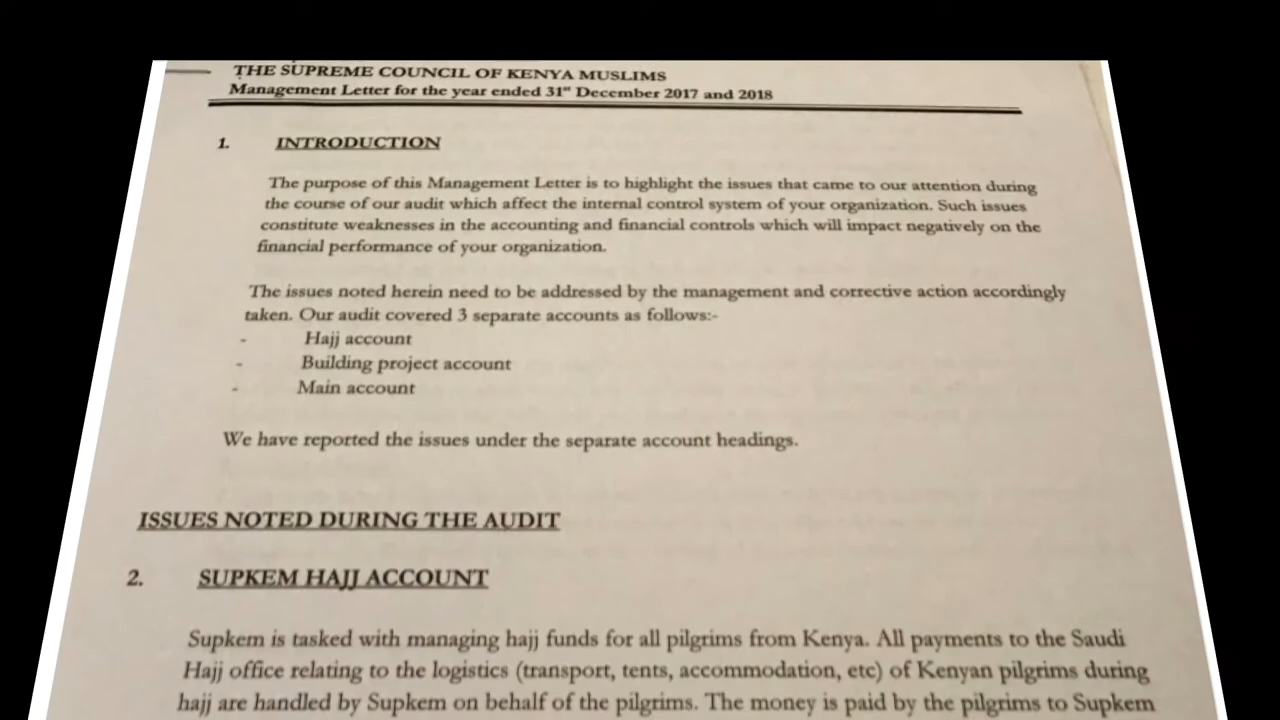 THE SUPREME COUNCIL OF KENYA MUSLIMS
Management Letter for the year ended 31st December 2017 and 2018
1. INTRODUCTION
The purpose of this Management Letter is to highlight the issues that came to our attention during
the course of our audit which affect the internal control system of your organization. Such issues
constitute weaknesses in the accounting and financial controls which will impact negatively on the
financial performance of your organization.
The issues noted herein need to be addressed by the management and corrective action accordingly
taken. Our audit covered 3 separate accounts as follows:-
- Hajj account
- Building project account
- Main account
We have reported the issues under the separate account headings.
ISSUES NOTED DURING THE AUDIT
2. SUPKEM HAJJ ACCOUNT
Supkem is tasked with managing hajj funds for all pilgrims from Kenya. All payments to the Saudi
Hajj office relating to the logistics (transport, tents, accommodation, etc) of Kenyan pilgrims during
hajj are handled by Supkem on behalf of the pilgrims. The money is paid by the pilgrims to Supkem